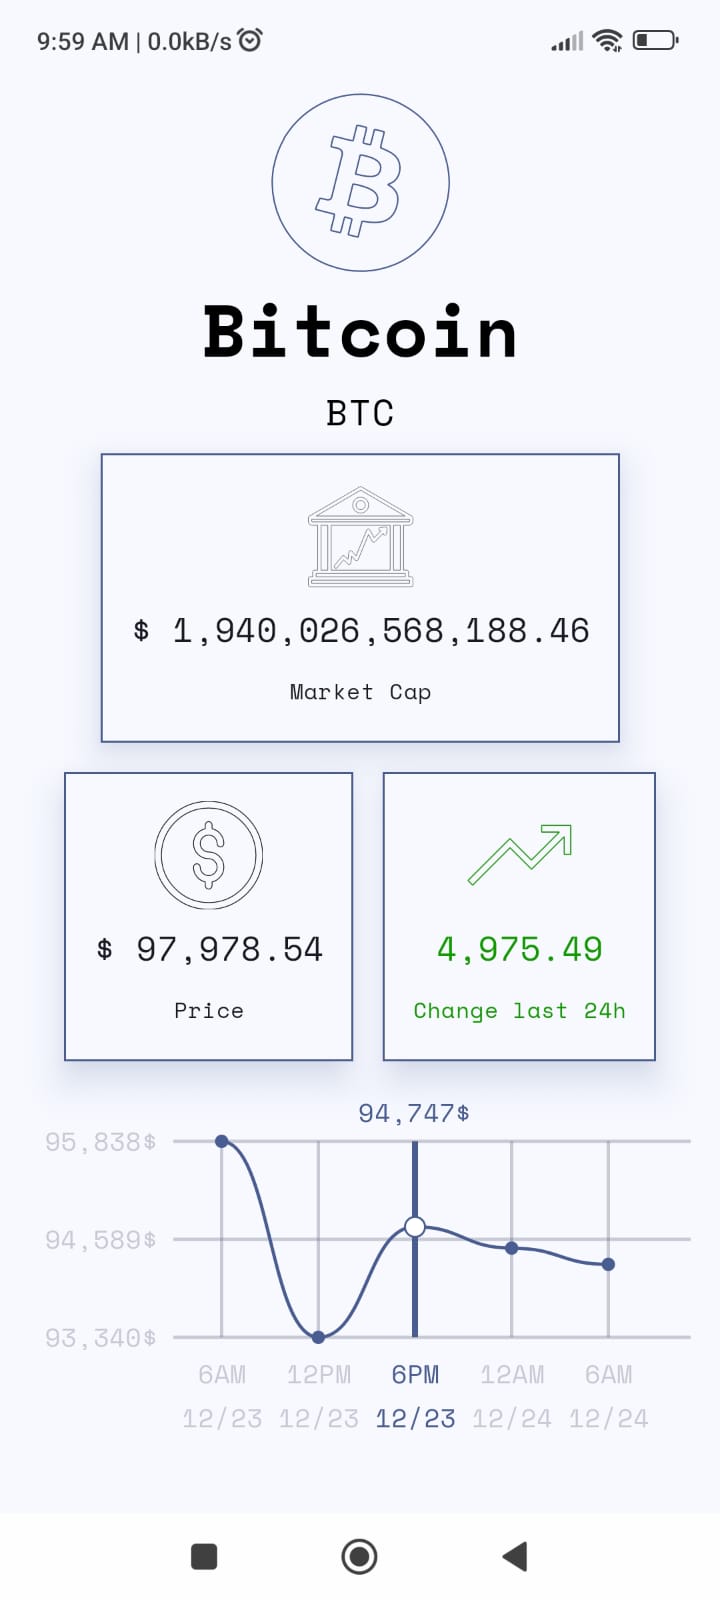 9:59 AM | 0.0kB/s
Bitcoin
BTC
$ 1,940,026,568,188.46
Market Cap
$ 97,978.54
Price
4,975.49
Change last 24h
94,747$
95,838$
94,589$
93,340$
6AM 12PM 6PM 12AM 6AM
12/23 12/23 12/23 12/24 12/24